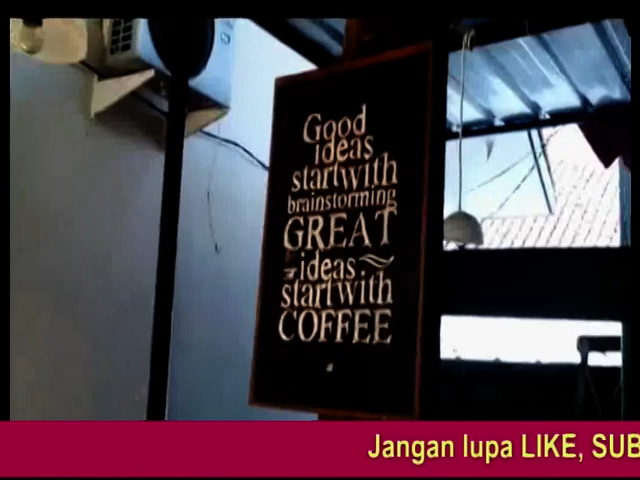 Good
ideas
start with
brainstorming
GREAT
ideas
start with
COFFEE
Jangan lupa LIKE, SUB